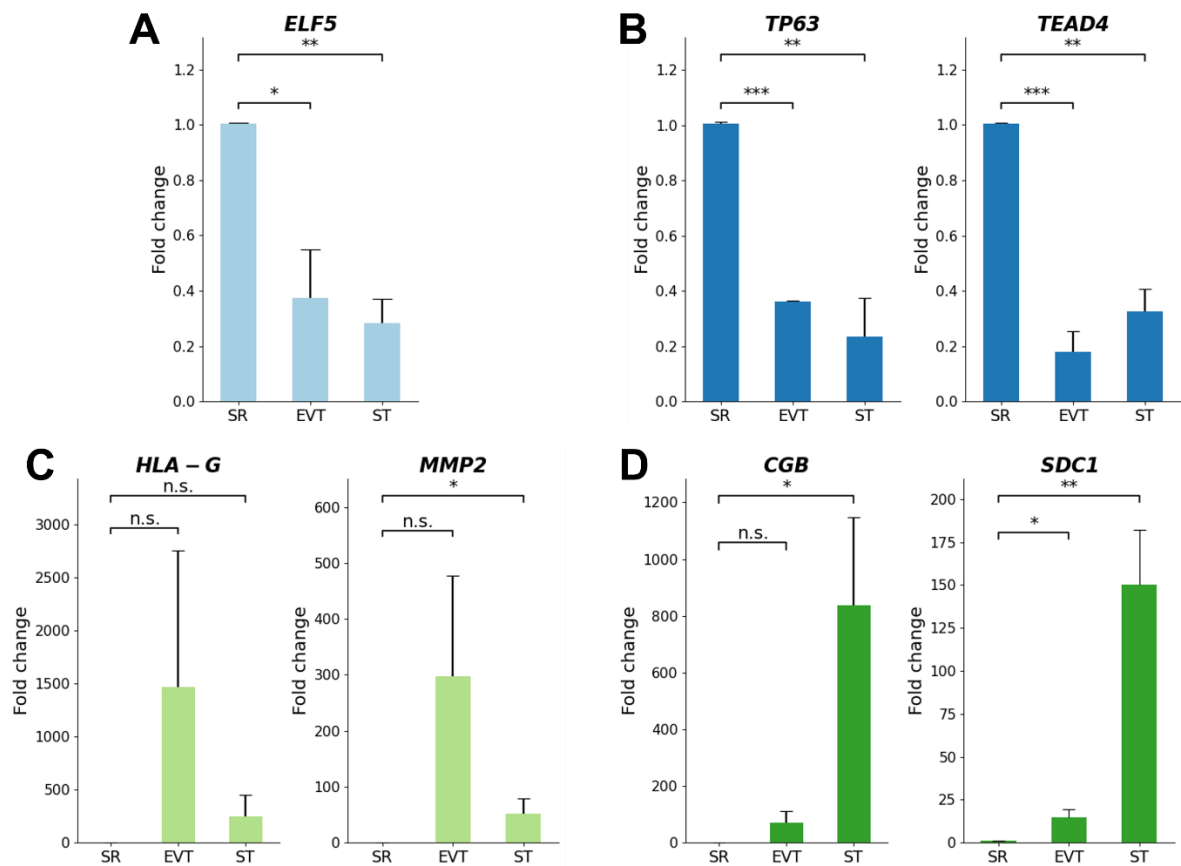 A
ELF5
**
*
Fold change
1.2
1.0
0.8
0.6
0.4
0.2
0.0
SR EVT ST
B
TP63
**
***
Fold change
1.2
1.0
0.8
0.6
0.4
0.2
0.0
SR EVT ST
TEAD4
**
***
Fold change
1.2
1.0
0.8
0.6
0.4
0.2
0.0
SR EVT ST
C
HLA – G
n.s.
n.s.
Fold change
3000
2500
2000
1500
1000
500
0
SR EVT ST
MMP2
*
n.s.
Fold change
600
500
400
300
200
100
0
SR EVT ST
D
CGB
*
n.s.
Fold change
1200
1000
800
600
400
200
0
SR EVT ST
SDC1
**
*
Fold change
200
175
150
125
100
75
50
25
0
SR EVT ST